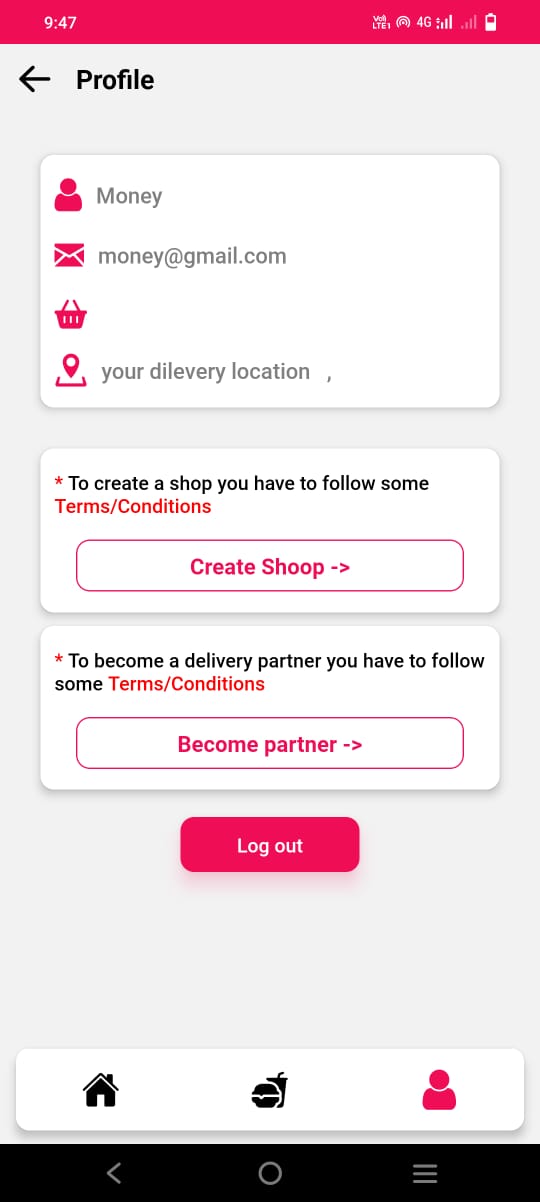 9:47
Vo) LTE1 4G
Profile
Money
money@gmail.com
your dilevery location ,
* To create a shop you have to follow some
Terms/Conditions
Create Shoop ->
* To become a delivery partner you have to follow
some Terms/Conditions
Become partner ->
Log out